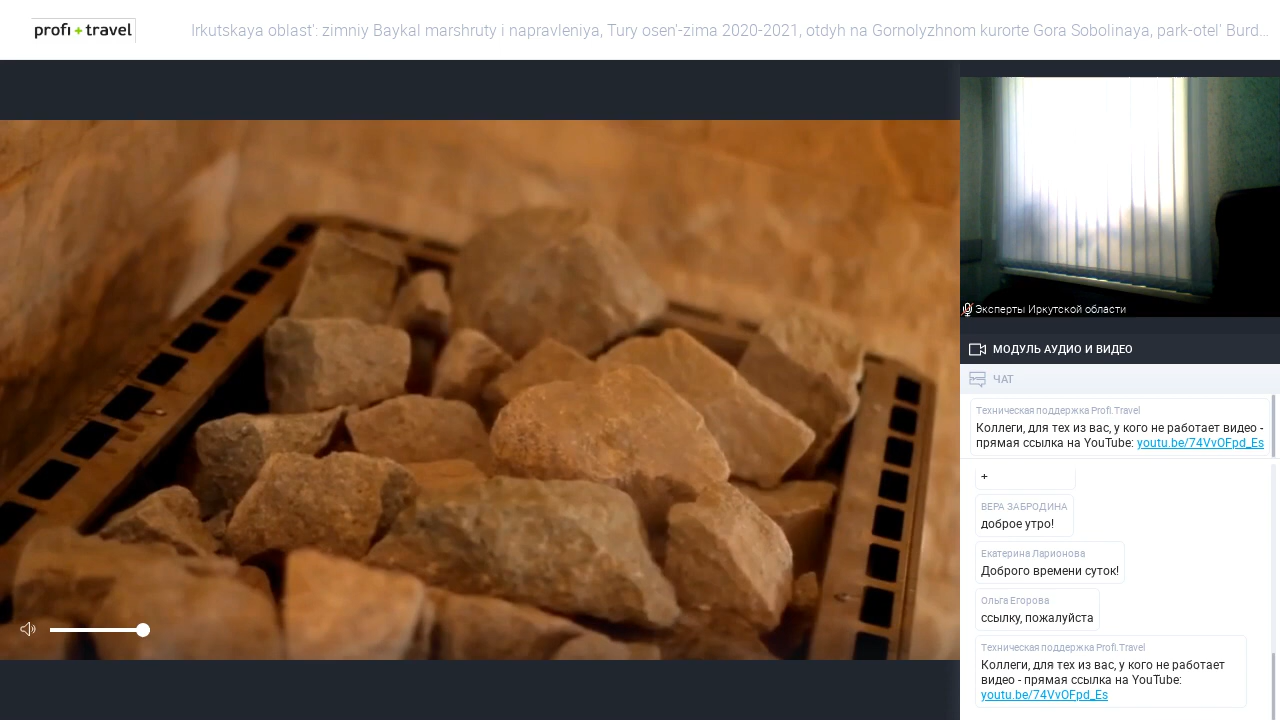 profi travel
Irkutskaya oblast': zimniy Baykal marshruty i napravleniya, Tury osen'-zima 2020-2021, otdyh na Gornolyzhnom kurorte Gora Sobolinaya, park-otel' Burd...
Эксперты Иркутской области
МОДУЛЬ АУДИО И ВИДЕО
ЧАТ
Техническая поддержка Profi.Travel
Коллеги, для тех из вас, у кого не работает видео -
прямая ссылка на YouTube: youtu.be/74VvOFpd_Es
+
ВЕРА ЗАБРОДИНА
доброе утро!
Екатерина Ларионова
Доброго времени суток!
Ольга Егорова
ссылку, пожалуйста
Техническая поддержка Profi.Travel
Коллеги, для тех из вас, у кого не работает
видео - прямая ссылка на YouTube:
youtu.be/74VvOFpd_Es